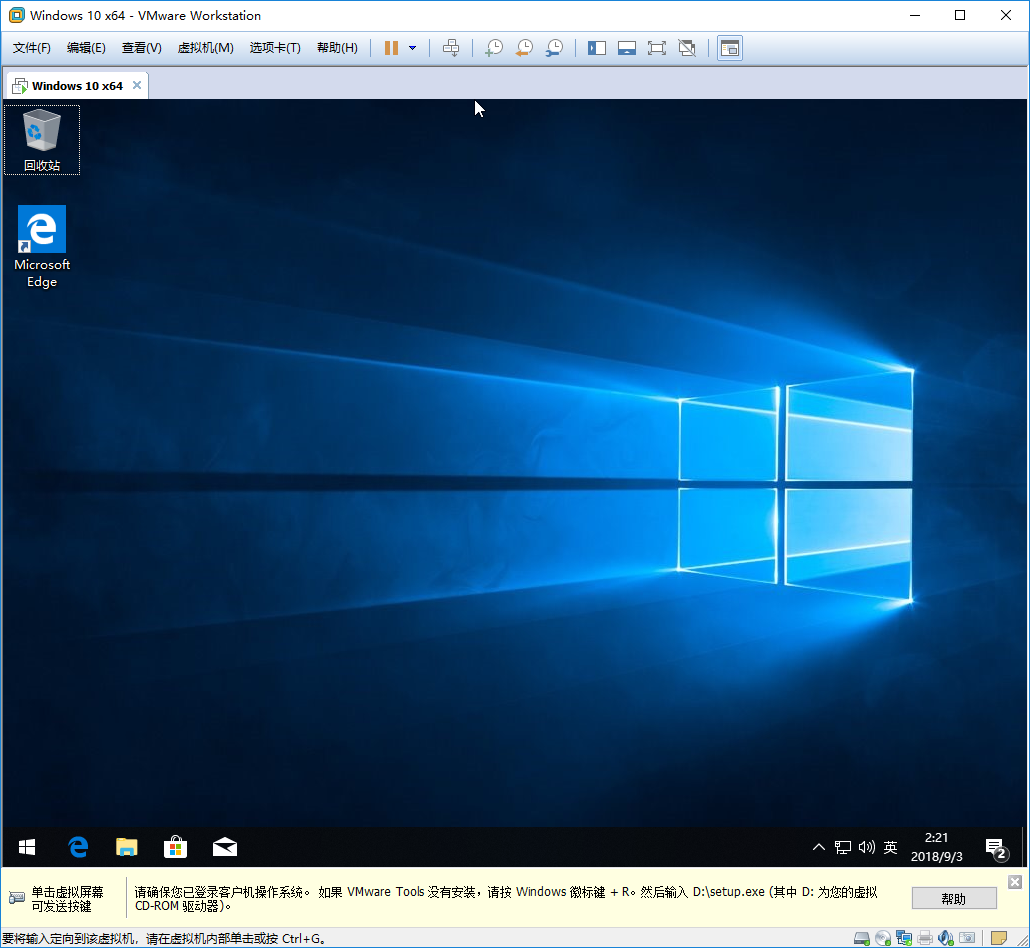 Windows 10 x64 - VMware Workstation
文件(F) 编辑(E) 查看(V) 虚拟机(M) 选项卡(T) 帮助(H)
Windows 10 x64
回收站
Microsoft
Edge
英
2:21
2018/9/3
2
单击虚拟屏幕
可发送按键
请确保您已登录客户机操作系统。如果 VMware Tools 没有安装，请按 Windows 徽标键 + R。然后输入 D:\setup.exe (其中 D: 为您的虚拟
CD-ROM 驱动器)。
帮助
要将输入定向到该虚拟机，请在虚拟机内部单击或按 Ctrl+G。